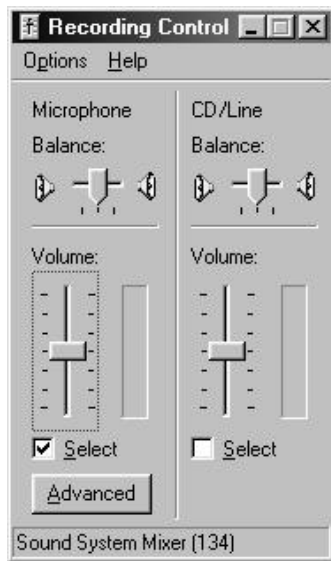 Recording Control
Options Help
Microphone
Balance:
Volume:
Select
Advanced
CD/Line
Balance:
Volume:
Select
Sound System Mixer (134)